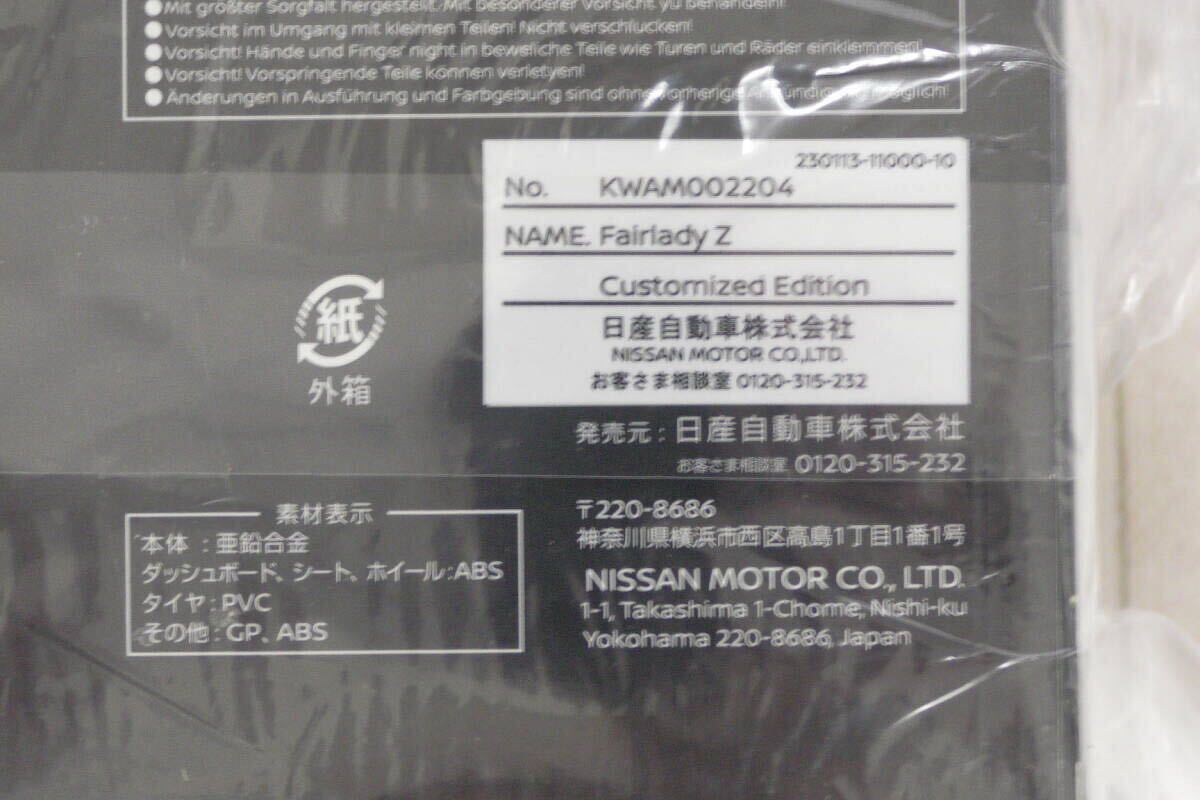 ●Mit größter Sorgfalt hergestellt. Mit besonderer Vorsicht yu behandeln!
●Vorsicht im Umgang mit kleinen Teilen! Nicht verschlucken!
●Vorsicht! Hände und Finger night in beweliche Teile wie Turen und Räder einklemmen!
●Vorsicht! Vorspringende Teile können verletyen!
●Änderungen in Ausführung und Farbgebung sind ohne vorherige Ankündigung möglich!
230113-11000-10
No. KWAM002204
NAME. Fairlady Z
Customized Edition
日産自動車株式会社
NISSAN MOTOR CO.,LTD.
お客さま相談室 0120-315-232
紙
外箱
発売元：日産自動車株式会社
お客さま相談室 0120-315-232
素材表示
本体：亜鉛合金
ダッシュボード、シート、ホイール：ABS
タイヤ：PVC
その他：GP、ABS
〒220-8686
神奈川県横浜市西区高島1丁目1番1号
NISSAN MOTOR CO., LTD.
1-1, Takashima 1-Chome, Nishi-ku
Yokohama 220-8686, Japan